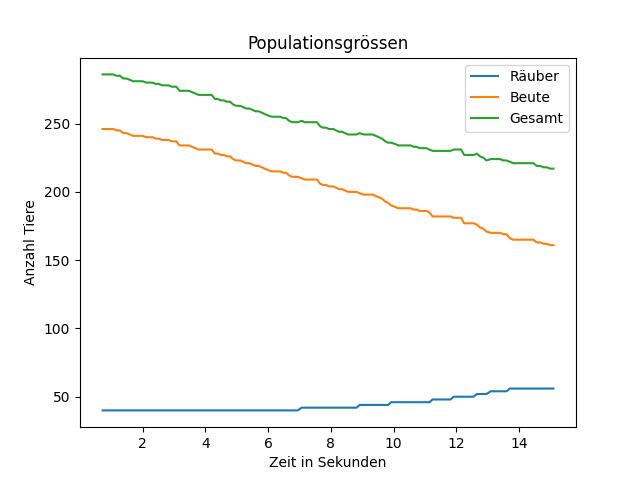 Populationsgrössen
Räuber
Beute
Gesamt
Anzahl Tiere
250
200
150
100
50
2 4 6 8 10 12 14
Zeit in Sekunden